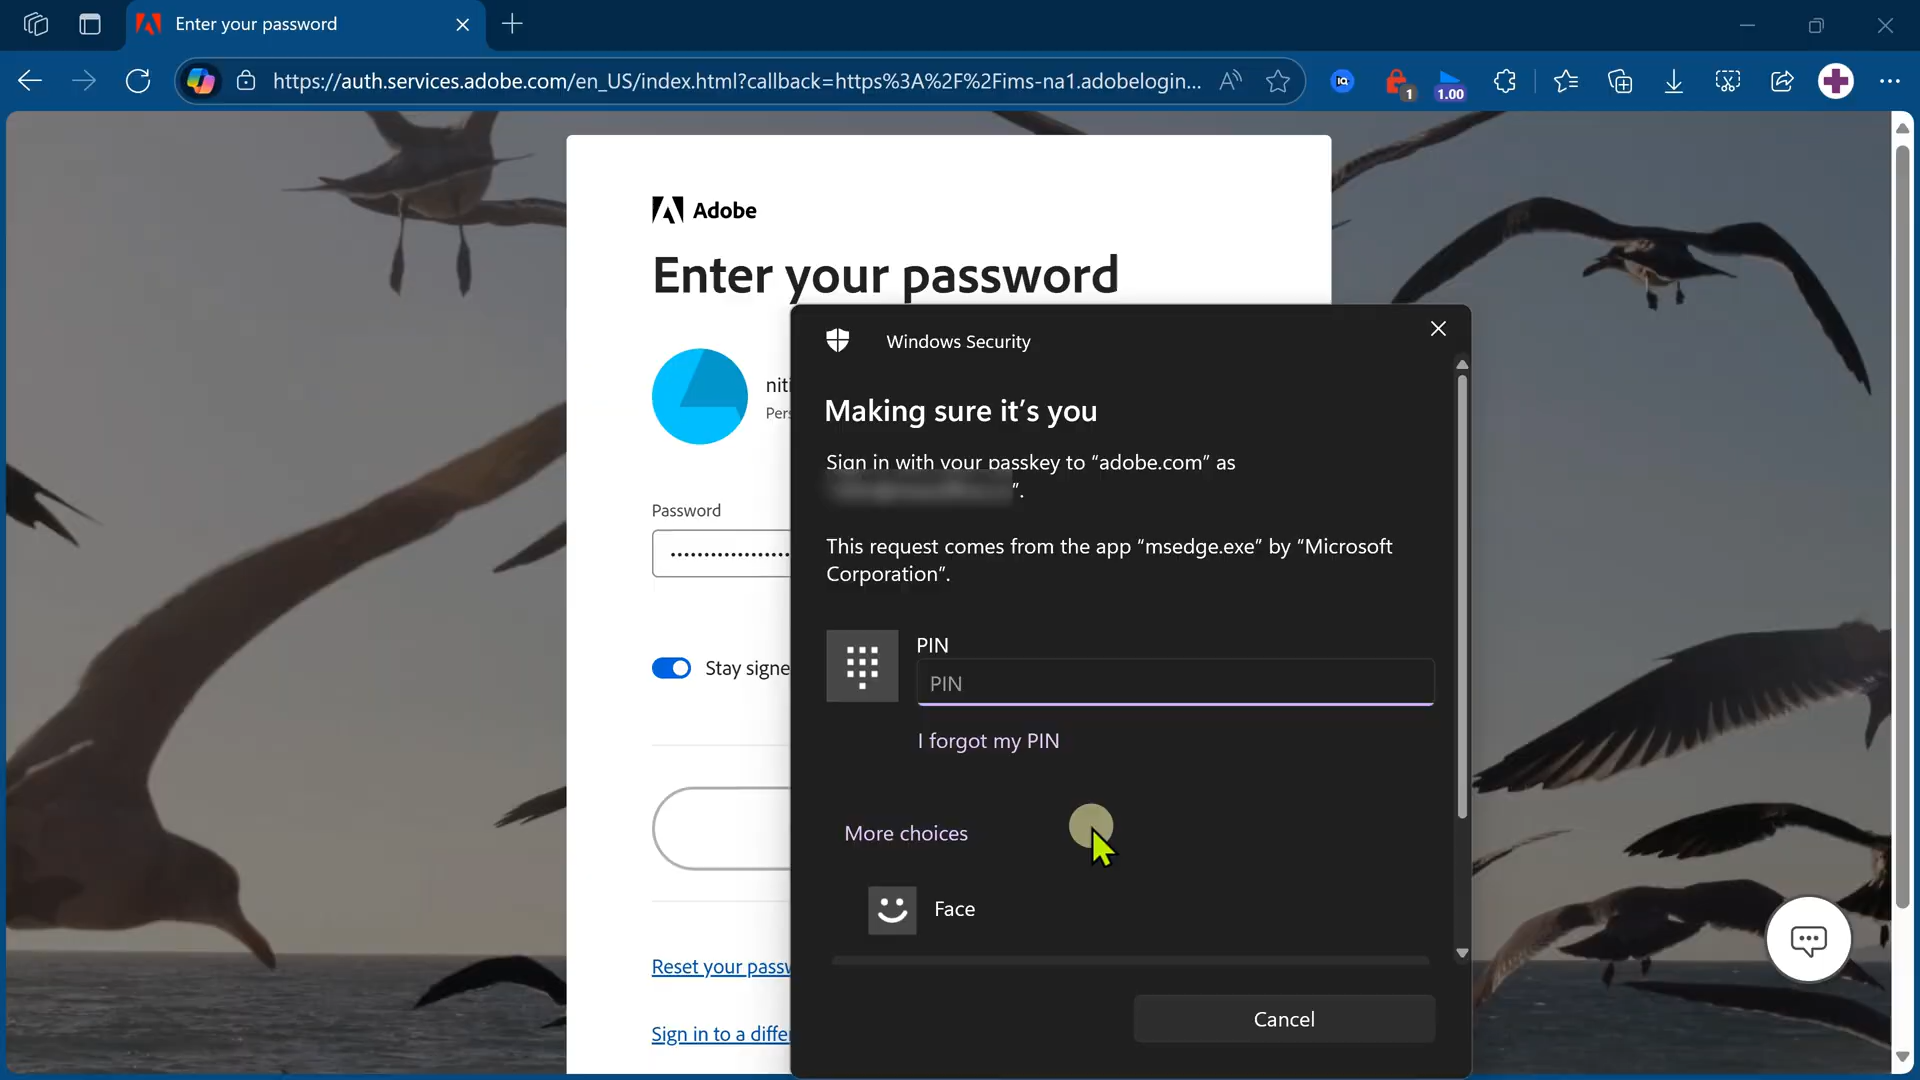 Enter your password
https://auth.services.adobe.com/en_US/index.html?callback=https%3A%2F%2Fims-na1.adobelogin...
1
1.00
Adobe
Enter your password
niti
Pers
Password
Stay signe
Reset your passw
Sign in to a differ
Windows Security
Making sure it's you
Sign in with your passkey to “adobe.com” as
”.
This request comes from the app “msedge.exe” by “Microsoft
Corporation”.
PIN
PIN
I forgot my PIN
More choices
Face
Cancel